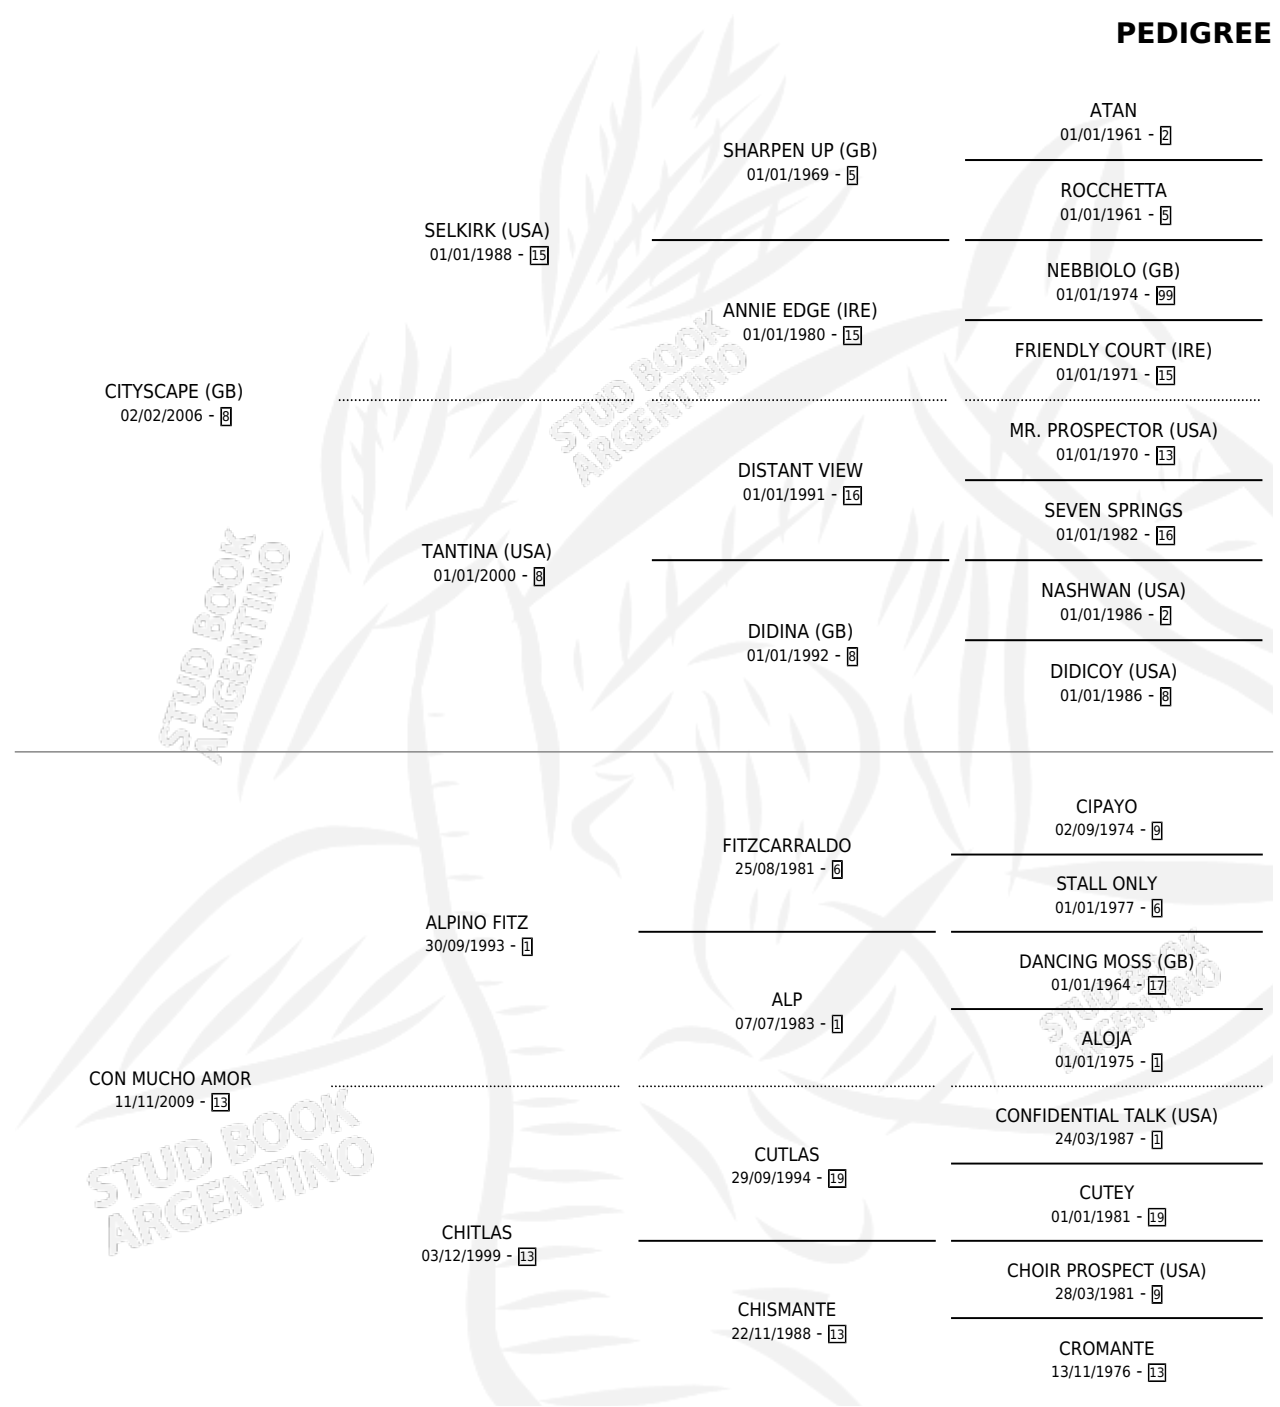 PEDIGREE
ATAN
01/01/1961 - 2
SHARPEN UP (GB)
01/01/1969 - 5
ROCCHETTA
01/01/1961 - 5
SELKIRK (USA)
01/01/1988 - 15
NEBBIOLO (GB)
01/01/1974 - 99
ANNIE EDGE (IRE)
01/01/1980 - 15
FRIENDLY COURT (IRE)
01/01/1971 - 15
CITYSCAPE (GB)
02/02/2006 - 8
MR. PROSPECTOR (USA)
01/01/1970 - 13
DISTANT VIEW
01/01/1991 - 16
SEVEN SPRINGS
01/01/1982 - 16
TANTINA (USA)
01/01/2000 - 8
NASHWAN (USA)
01/01/1986 - 2
DIDINA (GB)
01/01/1992 - 8
DIDICOY (USA)
01/01/1986 - 8
CIPAYO
02/09/1974 - 9
FITZCARRALDO
25/08/1981 - 6
STALL ONLY
01/01/1977 - 6
ALPINO FITZ
30/09/1993 - 1
DANCING MOSS (GB)
01/01/1964 - 17
ALP
07/07/1983 - 1
ALOJA
01/01/1975 - 1
CON MUCHO AMOR
11/11/2009 - 13
CONFIDENTIAL TALK (USA)
24/03/1987 - 1
CUTLAS
29/09/1994 - 19
CUTEY
01/01/1981 - 19
CHITLAS
03/12/1999 - 13
CHOIR PROSPECT (USA)
28/03/1981 - 9
CHISMANTE
22/11/1988 - 13
CROMANTE
13/11/1976 - 13
STUD BOOK
ARGENTINO
STUD BOOK
ARGENTINO
STUD BOOK
ARGENTINO
STUD BOOK
ARGENTINO